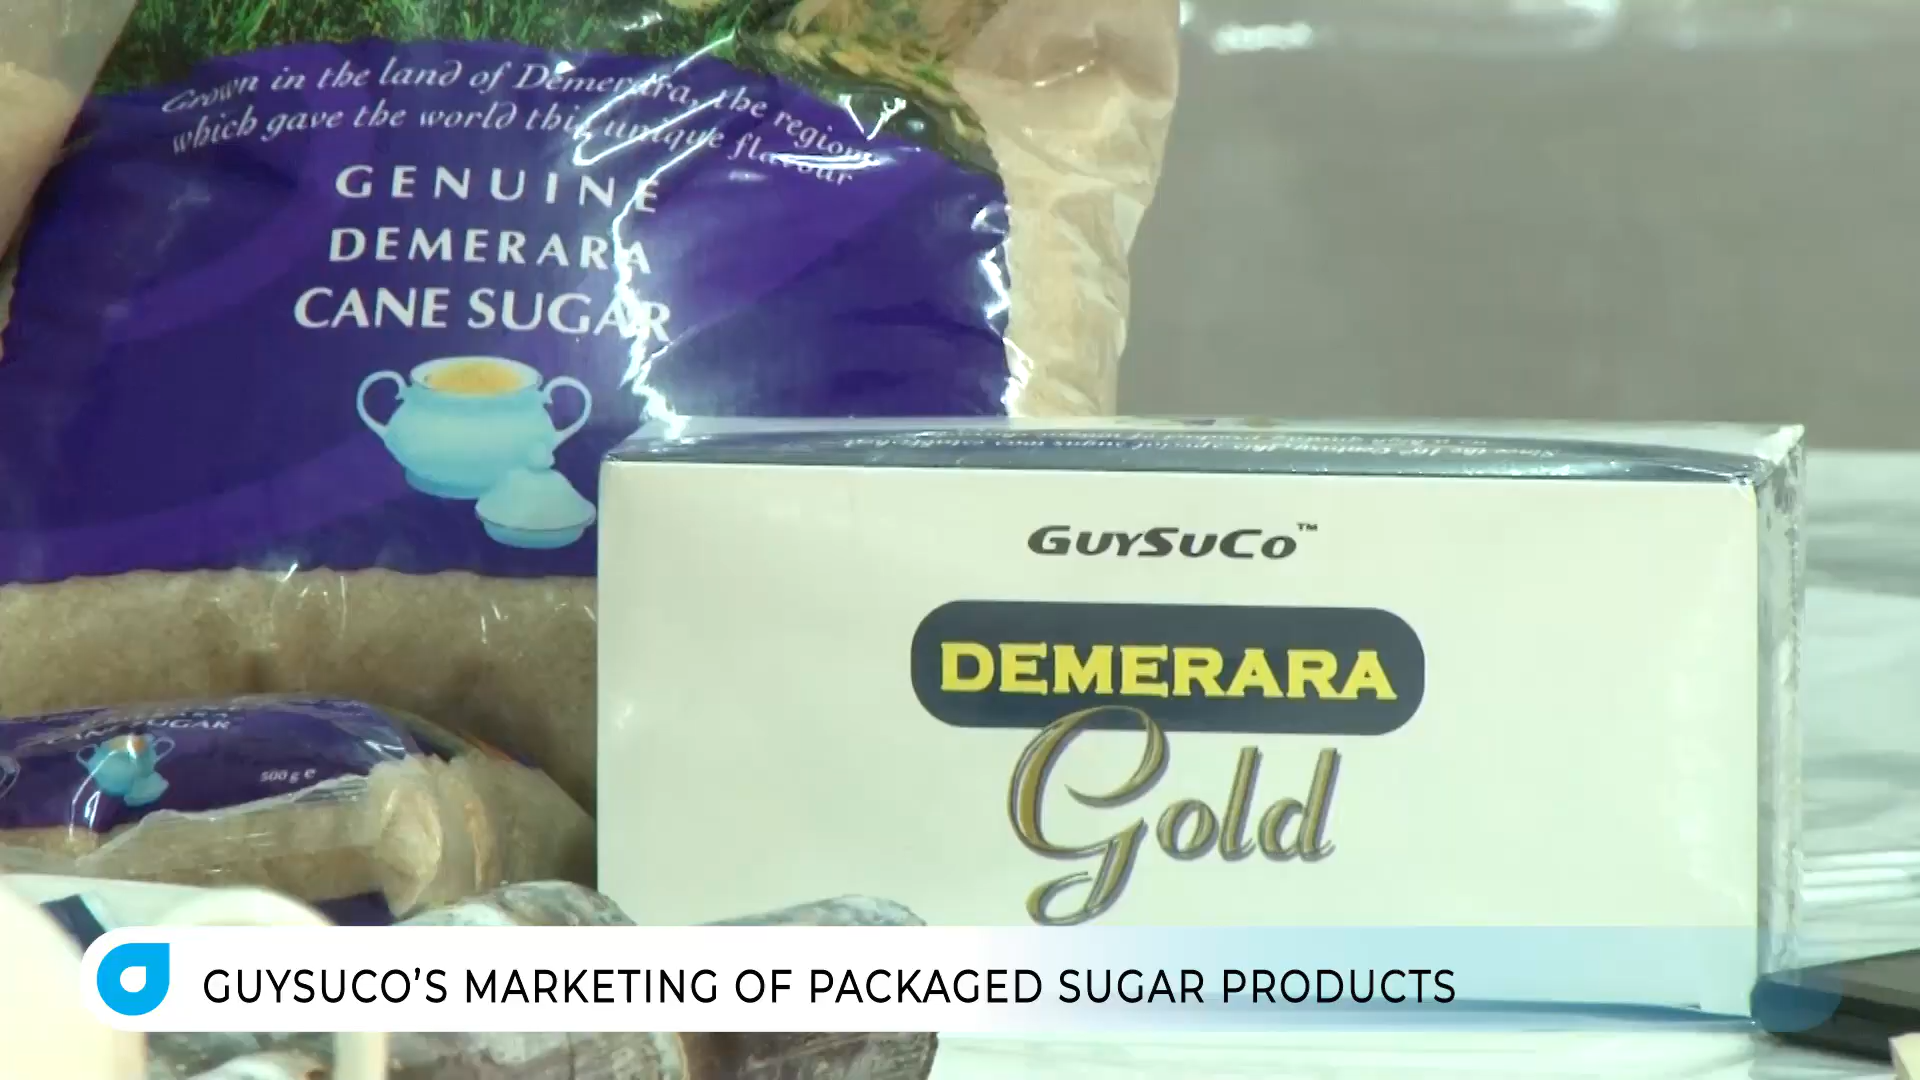 Grown in the land of Demerara, the region
which gave the world this unique flavour
GENUINE
DEMERARA
CANE SUGAR
GUYSUCO™
DEMERARA
Gold
SUGAR
500 g e
GUYSUCO'S MARKETING OF PACKAGED SUGAR PRODUCTS